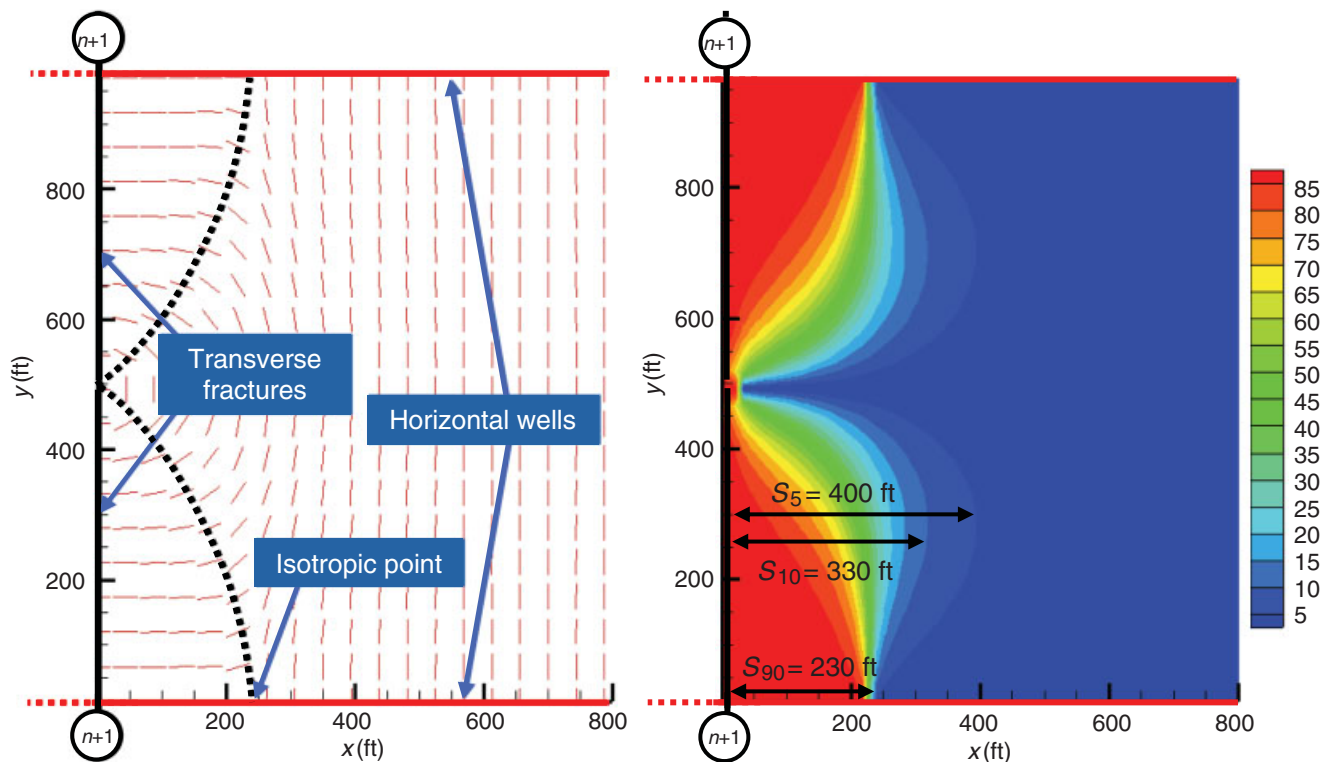 n+1
n+1
800
600
400
200
y (ft)
Transverse
fractures
Horizontal wells
Isotropic point
200
400
600
800
n+1
x (ft)
n+1
800
600
400
200
y (ft)
S5 = 400 ft
S10 = 330 ft
S90 = 230 ft
200
400
600
800
x (ft)
85
80
75
70
65
60
55
50
45
40
35
30
25
20
15
10
5